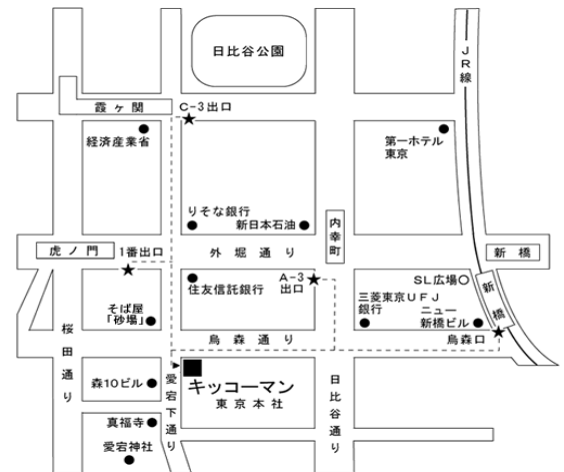 日比谷公園
JR線
霞ヶ関
C-3出口
経済産業省
第一ホテル
東京
りそな銀行
新日本石油
内幸町
虎ノ門
1番出口
外堀通り
新橋
住友信託銀行
A-3
出口
SL広場
新橋
三菱東京UFJ
銀行
ニュー
新橋ビル
そば屋
「砂場」
烏森通り
烏森口
桜田通り
森10ビル
愛宕下通り
キッコーマン
東京本社
日比谷通り
真福寺
愛宕神社